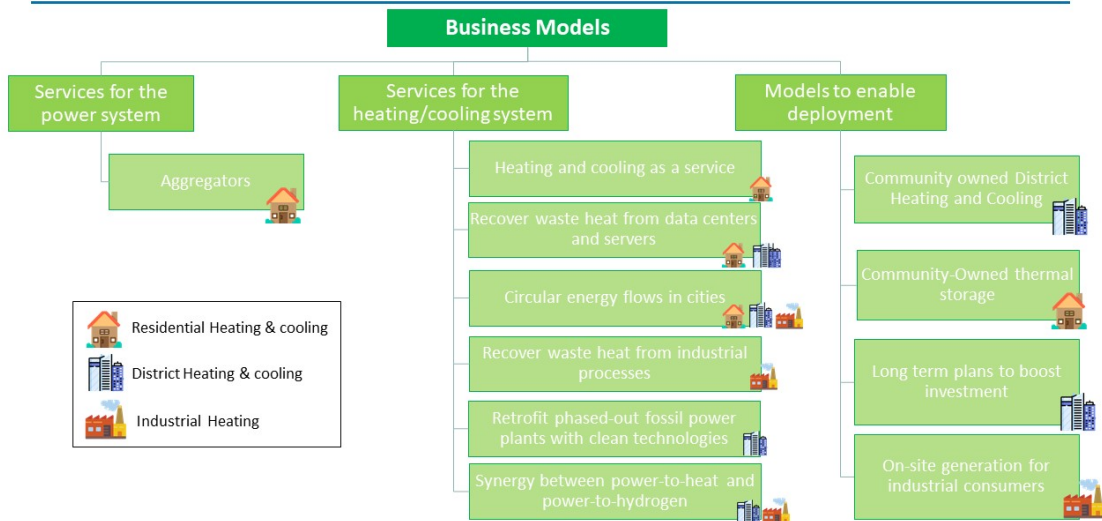 Business Models
Services for the
power system
Aggregators
Services for the
heating/cooling system
Heating and cooling as a service
Recover waste heat from data centers
and servers
Circular energy flows in cities
Recover waste heat from industrial
processes
Retrofit phased-out fossil power
plants with clean technologies
Synergy between power-to-heat and
power-to-hydrogen
Models to enable
deployment
Community owned District
Heating and Cooling
Community-Owned thermal
storage
Long term plans to boost
investment
On-site generation for
industrial consumers
Residential Heating & cooling
District Heating & cooling
Industrial Heating